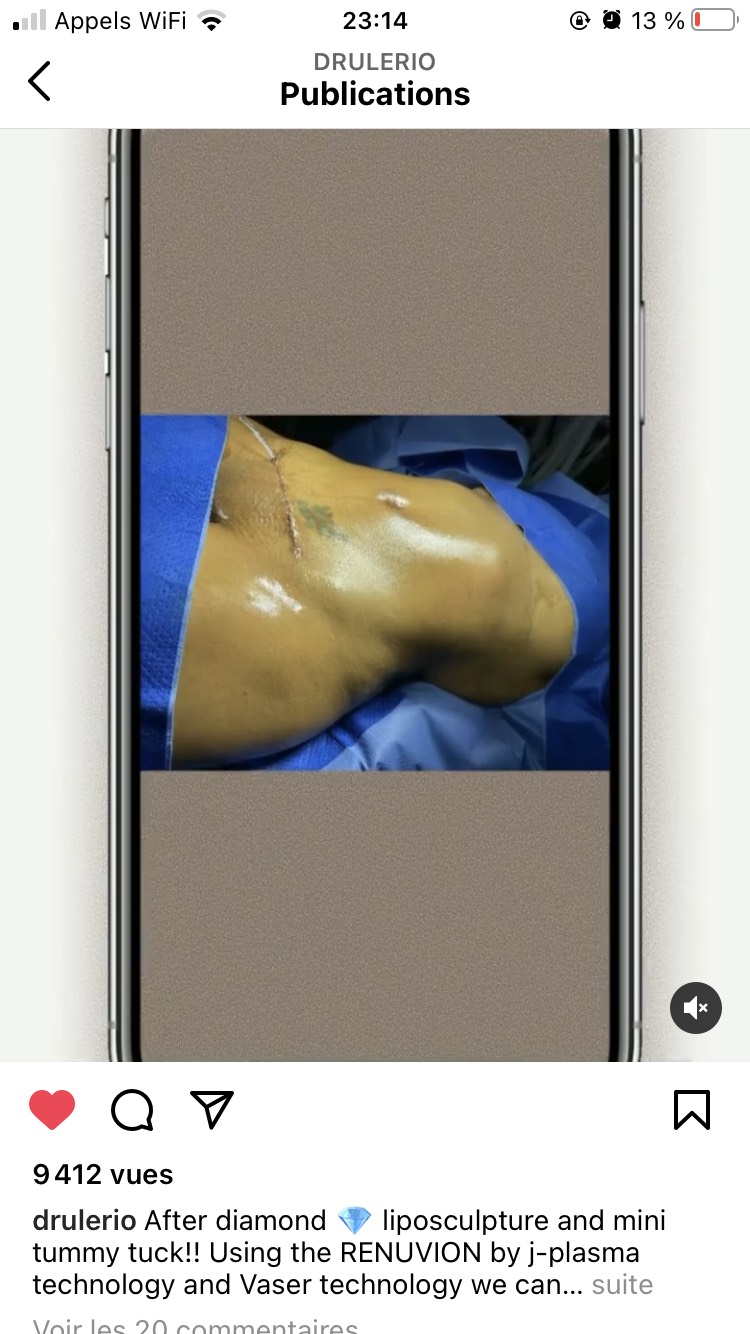 Appels WiFi 23:14 13 %
DRULERIO
Publications
9 412 vues
drulerio After diamond 💎 liposculpture and mini
tummy tuck!! Using the RENUVION by j-plasma
technology and Vaser technology we can... suite
Voir les 20 commentaires